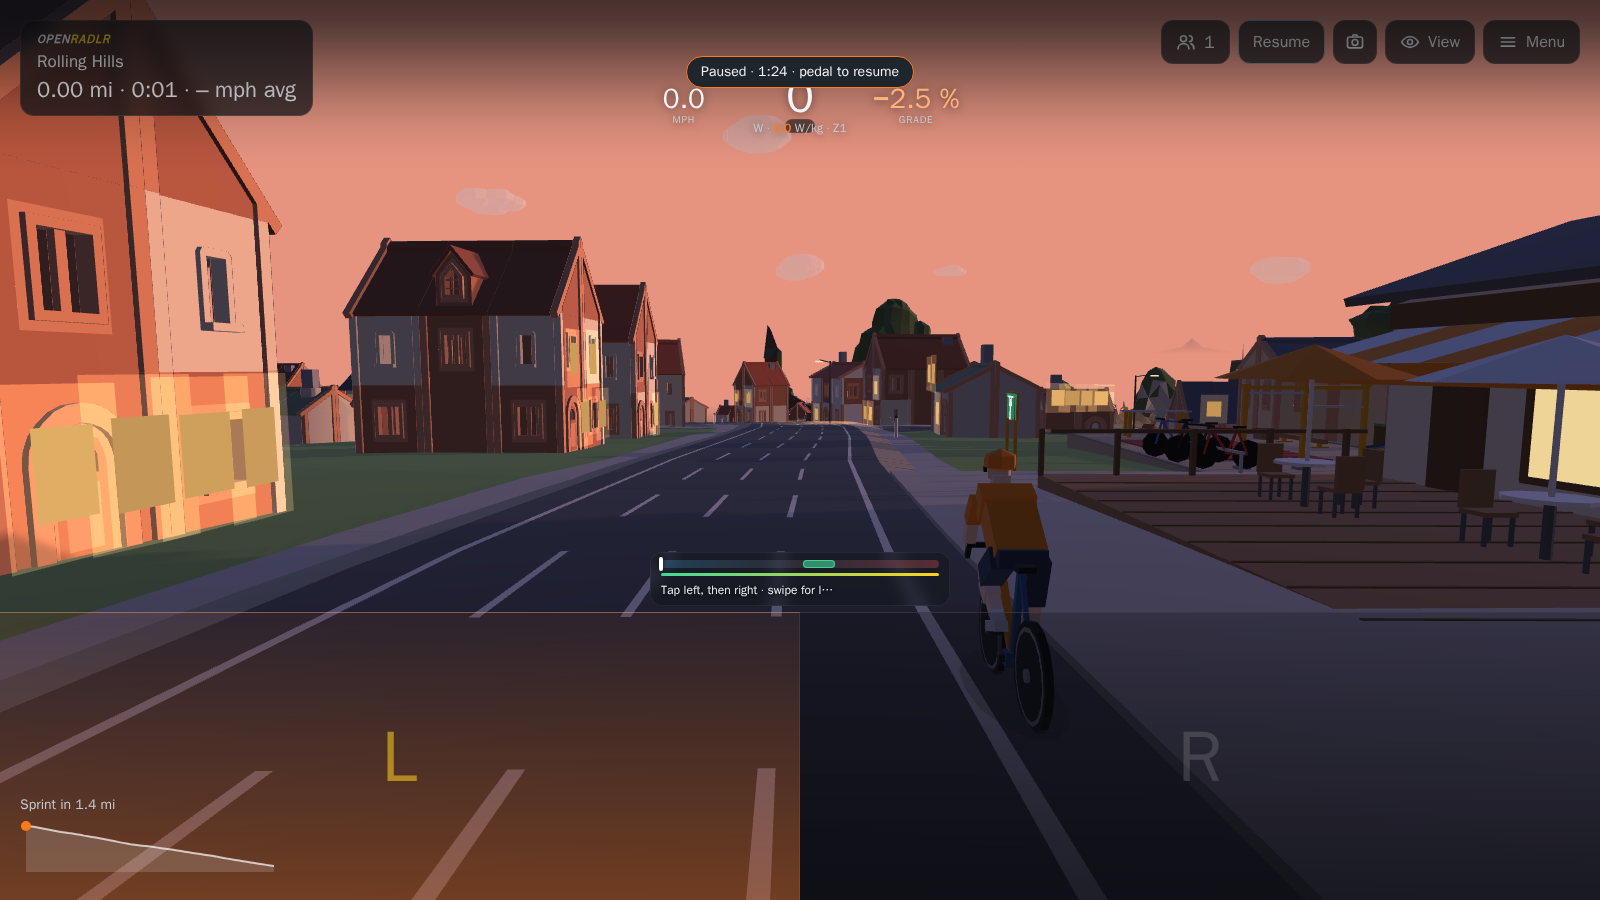 OPENRADLR
Rolling Hills
0.00 mi · 0:01 · – mph avg
1
Resume
View
Menu
Paused · 1:24 · pedal to resume
0.0
MPH
0
W · 0.0 W/kg · Z1
−2.5 %
GRADE
Tap left, then right · swipe for l…
L
R
Sprint in 1.4 mi